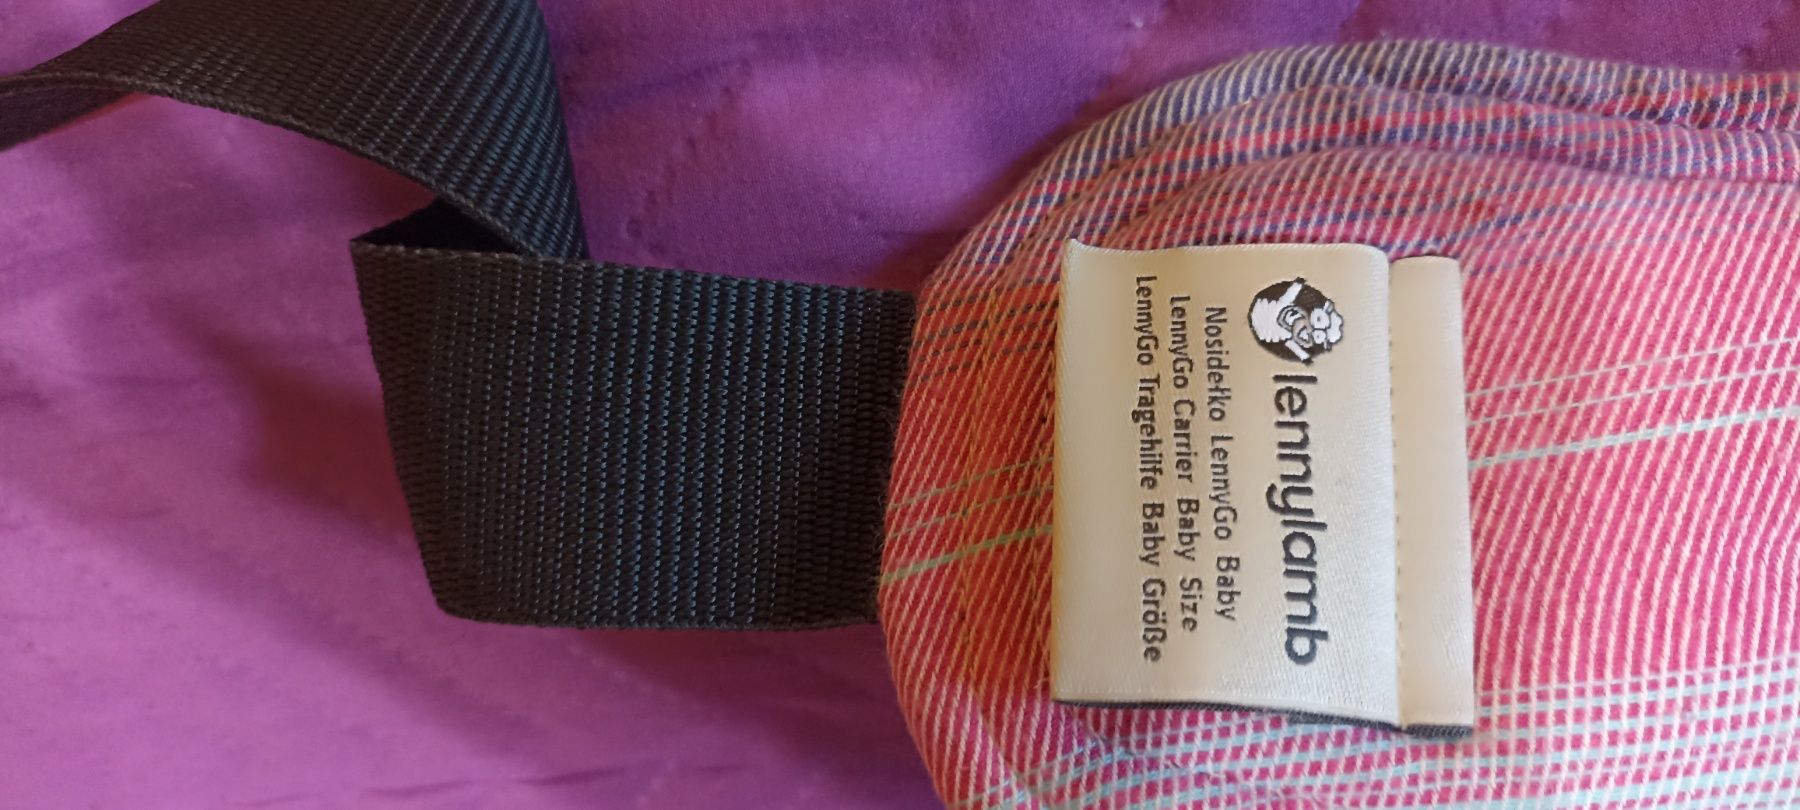 lennylamb
Nosidełko LennyGo Baby
LennyGo Carrier Baby Size
LennyGo Tragehilfe Baby Größe